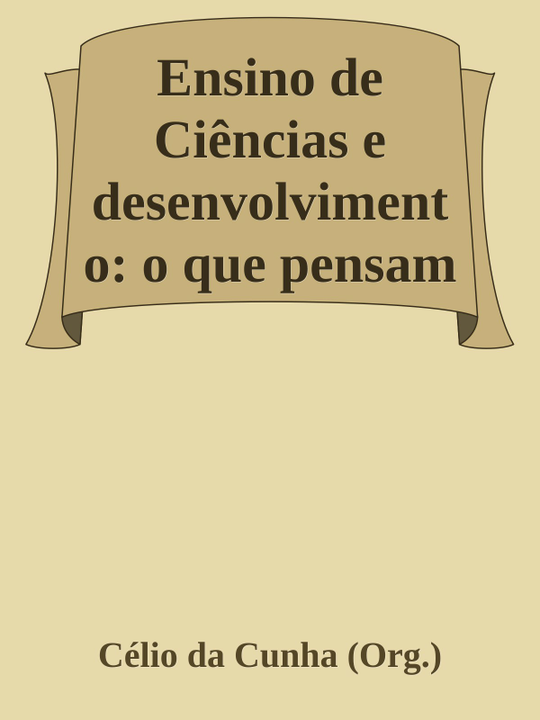 Ensino de
Ciências e
desenvolviment
o: o que pensam
Célio da Cunha (Org.)